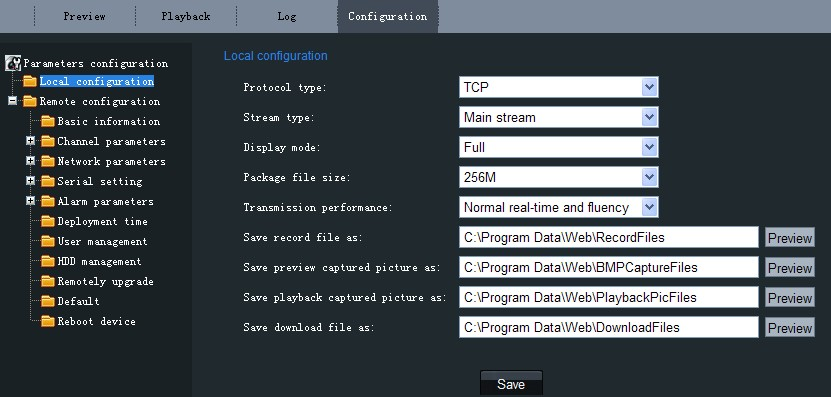 Preview Playback Log Configuration
Parameters configuration
Local configuration
Remote configuration
Basic information
Channel parameters
Network parameters
Serial setting
Alarm parameters
Deployment time
User management
HDD management
Remotely upgrade
Default
Reboot device
Local configuration
Protocol type: TCP
Stream type: Main stream
Display mode: Full
Package file size: 256M
Transmission performance: Normal real-time and fluency
Save record file as: C:\Program Data\Web\RecordFiles Preview
Save preview captured picture as: C:\Program Data\Web\BMPCaptureFiles Preview
Save playback captured picture as: C:\Program Data\Web\PlaybackPicFiles Preview
Save download file as: C:\Program Data\Web\DownloadFiles Preview
Save